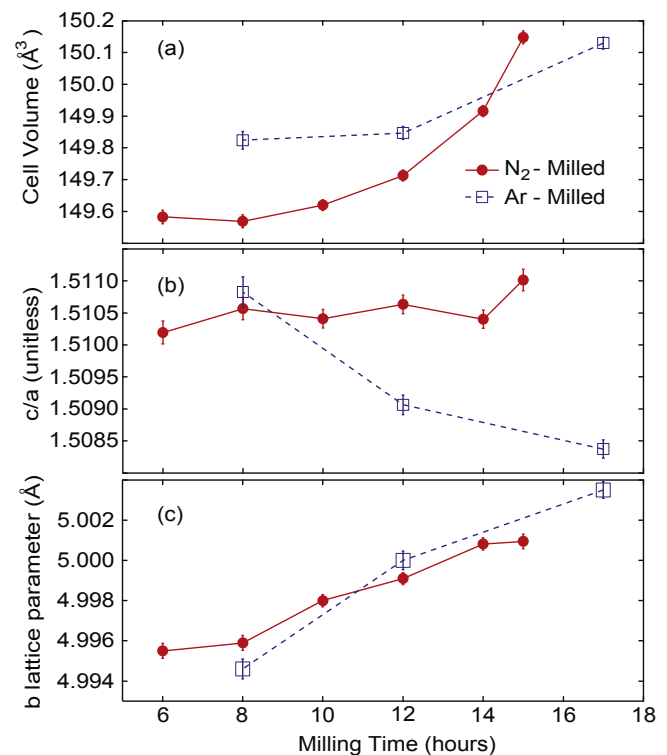 150.2
150.1
150.0
149.9
149.8
149.7
149.6
Cell Volume (Å³)
(a)
N₂ - Milled
Ar - Milled
1.5110
1.5105
1.5100
1.5095
1.5090
1.5085
c/a (unitless)
(b)
5.002
5.000
4.998
4.996
4.994
b lattice parameter (Å)
(c)
6 8 10 12 14 16 18
Milling Time (hours)